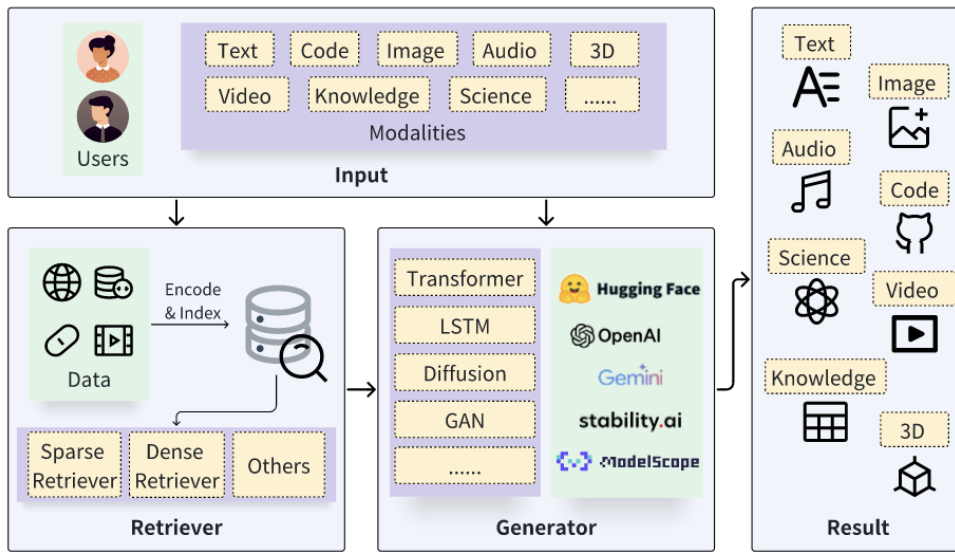 Text
Code
Image
Audio
3D
Video
Knowledge
Science
......
Modalities
Users
Input
Encode
& Index
Data
Sparse
Retriever
Dense
Retriever
Others
Retriever
Transformer
LSTM
Diffusion
GAN
......
Hugging Face
OpenAI
Gemini
stability.ai
ModelScope
Generator
Text
Image
Audio
Code
Science
Video
Knowledge
3D
Result